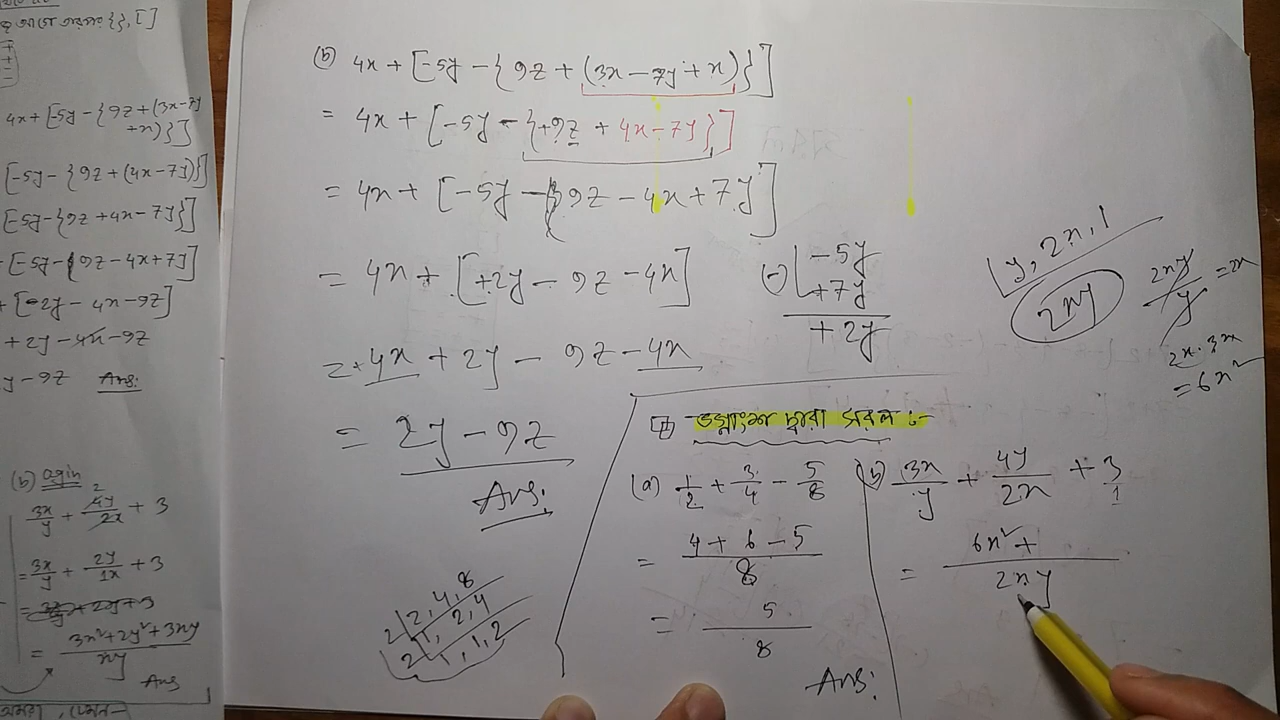 আগে তারপর {}, []
4x + [-5y - {9z + (3x - 7y
+x)}]
[-5y - {9z + (4x - 7y)}]
[-5y - {9z + 4x - 7y}]
[-5y - 9z - 4x + 7y]
+ [-2y - 4x - 9z]
+ 2y - 4x - 9z
y - 9z Ans:
(b) again
3x/y + 4y/2x + 3
2
= 3x/y + 2y/1x + 3
= (3x² + 2y² + 3xy)/xy
Ans
(b) 4x + [-5y - {9z + (3x - 7y + x)}]
= 4x + [-5y - {+9z + 4x - 7y}]
= 4x + [-5y - 9z - 4x + 7y]
= 4x + [+2y - 9z - 4x]
= +4x + 2y - 9z - 4x
= 2y - 9z
Ans:
(-) -5y
+7y
+2y
y, 2x, 1
2xy
2xy/y = 2x
2x · 3x
= 6x²
ভগ্নাংশ দ্বারা সরল :-
(a) 1/2 + 3/4 - 5/8
= (4 + 6 - 5)/8
= 5/8
Ans:
2 | 2, 4, 8
2 | 1, 2, 4
1, 1, 2
(b) 3x/y + 4y/2x + 3/1
= (6x² +)/2xy